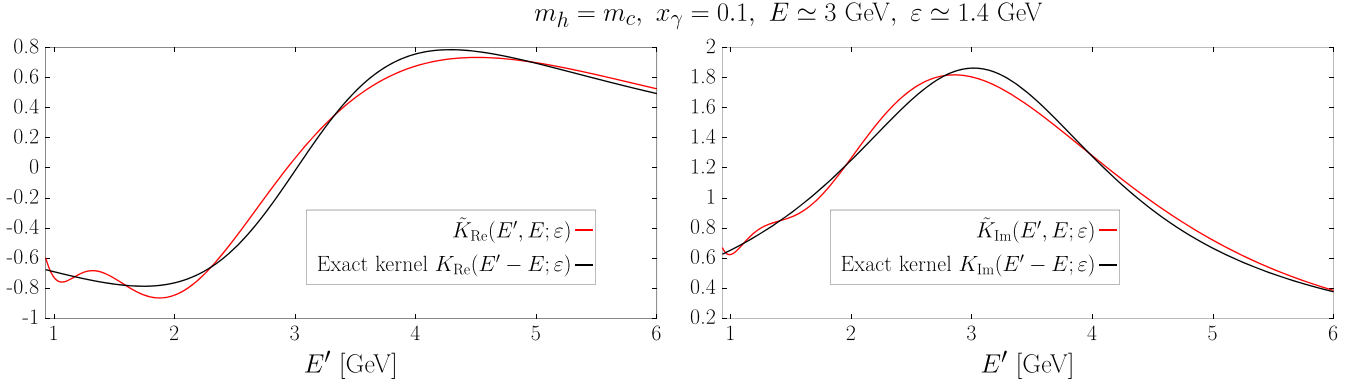 m_h = m_c, x_γ = 0.1, E ≃ 3 GeV, ε ≃ 1.4 GeV
0.8
0.6
0.4
0.2
0
-0.2
-0.4
-0.6
-0.8
-1
K̃_Re(E′, E; ε)
Exact kernel K_Re(E′ − E; ε)
1 2 3 4 5 6
E′ [GeV]
2
1.8
1.6
1.4
1.2
1
0.8
0.6
0.4
0.2
K̃_Im(E′, E; ε)
Exact kernel K_Im(E′ − E; ε)
1 2 3 4 5 6
E′ [GeV]